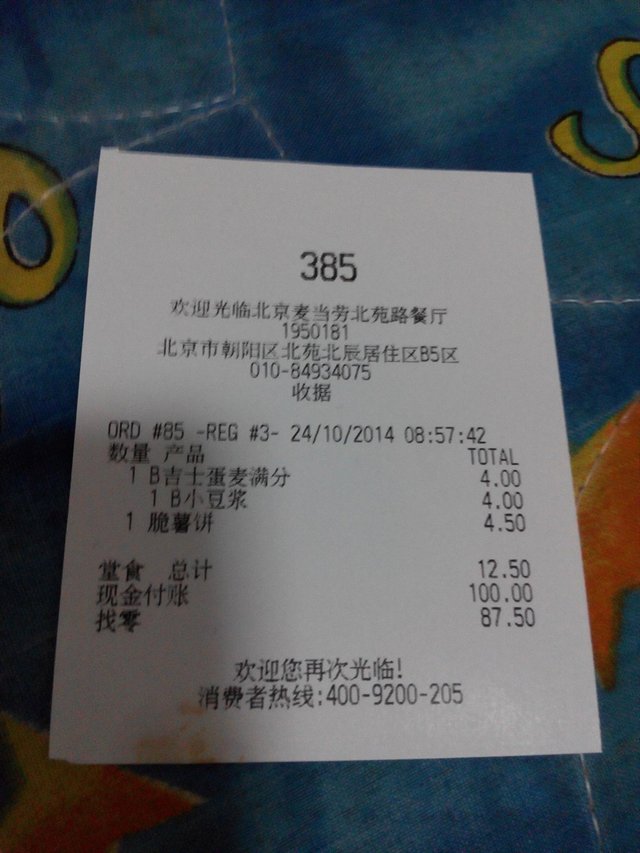 385
欢迎光临北京麦当劳北苑路餐厅
1950181
北京市朝阳区北苑北辰居住区B5区
010-84934075
收据
ORD #85 -REG #3- 24/10/2014 08:57:42
数量 产品 TOTAL
1 B吉士蛋麦满分 4.00
1 B小豆浆 4.00
1 脆薯饼 4.50
堂食 总计 12.50
现金付账 100.00
找零 87.50
欢迎您再次光临!
消费者热线:400-9200-205